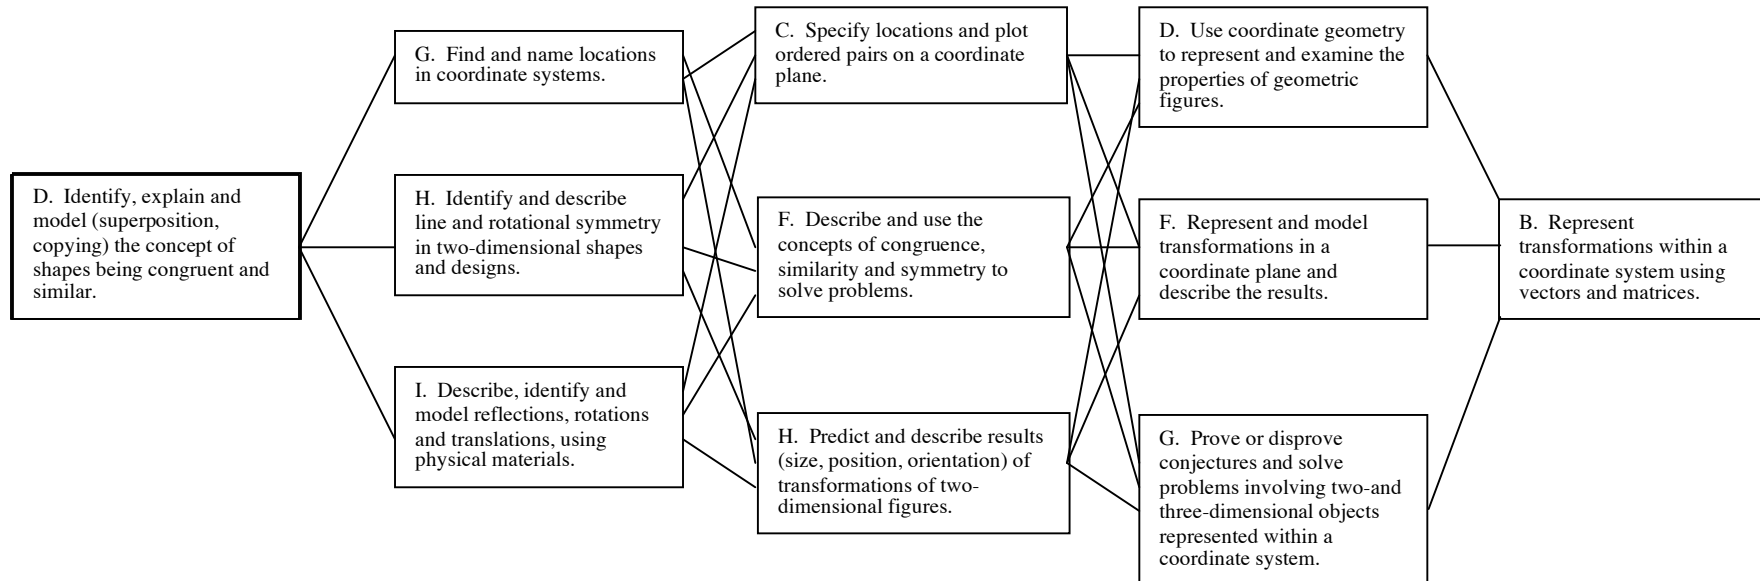 D. Identify, explain and
model (superposition,
copying) the concept of
shapes being congruent and
similar.
G. Find and name locations
in coordinate systems.
H. Identify and describe
line and rotational symmetry
in two-dimensional shapes
and designs.
I. Describe, identify and
model reflections, rotations
and translations, using
physical materials.
C. Specify locations and plot
ordered pairs on a coordinate
plane.
F. Describe and use the
concepts of congruence,
similarity and symmetry to
solve problems.
H. Predict and describe results
(size, position, orientation) of
transformations of two-
dimensional figures.
D. Use coordinate geometry
to represent and examine the
properties of geometric
figures.
F. Represent and model
transformations in a
coordinate plane and
describe the results.
G. Prove or disprove
conjectures and solve
problems involving two-and
three-dimensional objects
represented within a
coordinate system.
B. Represent
transformations within a
coordinate system using
vectors and matrices.